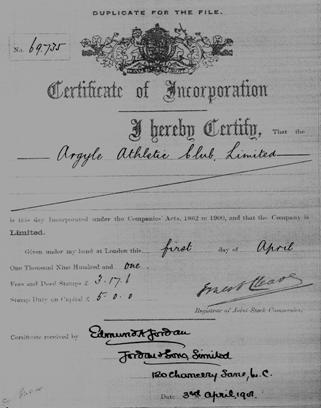 DUPLICATE FOR THE FILE.
No. 69735
Certificate of Incorporation
I hereby Certify, That the
Argyle Athletic Club, Limited
is this day Incorporated under the Companies' Acts, 1862 to 1900, and that the Company is
Limited.
Given under my hand at London this first day of April
One Thousand Nine Hundred and one.
Fees and Deed Stamps £ 3.17.6
Stamp Duty on Capital £ 5.0.0
Ernest Cleave
Registrar of Joint Stock Companies.
Certificate received by Edmund A Jordan
Jordan & Sons, Limited
120 Chancery Lane, W.C.
Date 3rd April, 1901.